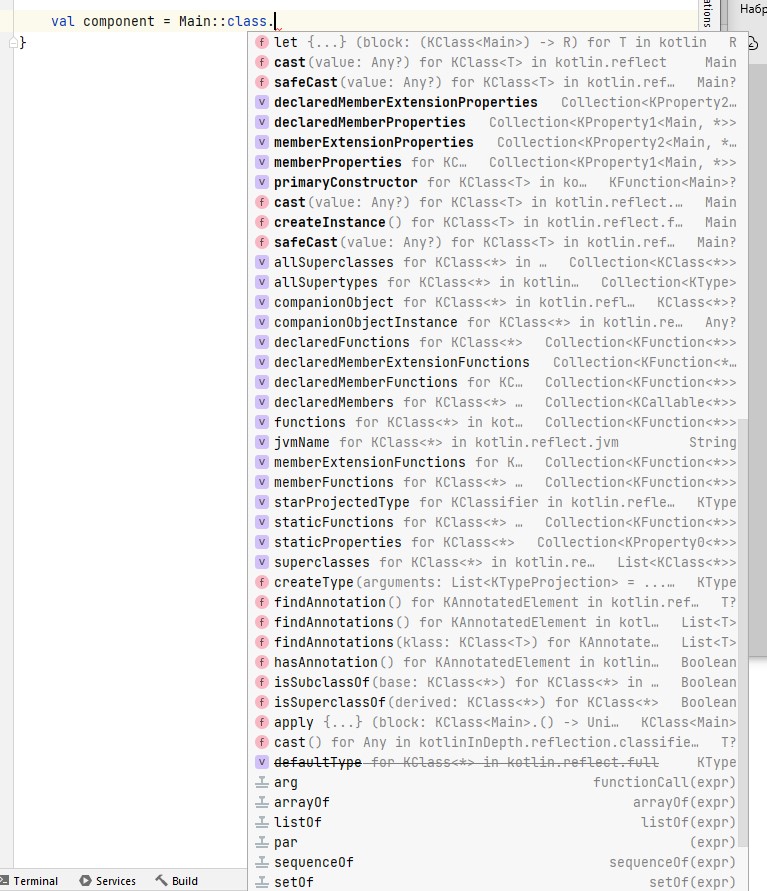 Набр
ations
val component = Main::class.
}
let {...} (block: (KClass<Main>) -> R) for T in kotlin R
cast(value: Any?) for KClass<T> in kotlin.reflect Main
safeCast(value: Any?) for KClass<T> in kotlin.ref… Main?
declaredMemberExtensionProperties Collection<KProperty2…
declaredMemberProperties Collection<KProperty1<Main, *>>
memberExtensionProperties Collection<KProperty2<Main, *…
memberProperties for KC… Collection<KProperty1<Main, *>>
primaryConstructor for KClass<T> in ko… KFunction<Main>?
cast(value: Any?) for KClass<T> in kotlin.reflect.… Main
createInstance() for KClass<T> in kotlin.reflect.f… Main
safeCast(value: Any?) for KClass<T> in kotlin.ref… Main?
allSuperclasses for KClass<*> in … Collection<KClass<*>>
allSupertypes for KClass<*> in kotlin… Collection<KType>
companionObject for KClass<*> in kotlin.refl… KClass<*>?
companionObjectInstance for KClass<*> in kotlin.re… Any?
declaredFunctions for KClass<*> Collection<KFunction<*>>
declaredMemberExtensionFunctions Collection<KFunction<*…
declaredMemberFunctions for KC… Collection<KFunction<*>>
declaredMembers for KClass<*> … Collection<KCallable<*>>
functions for KClass<*> in kot… Collection<KFunction<*>>
jvmName for KClass<*> in kotlin.reflect.jvm String
memberExtensionFunctions for K… Collection<KFunction<*>>
memberFunctions for KClass<*> … Collection<KFunction<*>>
starProjectedType for KClassifier in kotlin.refle… KType
staticFunctions for KClass<*> … Collection<KFunction<*>>
staticProperties for KClass<*> Collection<KProperty0<*>>
superclasses for KClass<*> in kotlin.re… List<KClass<*>>
createType(arguments: List<KTypeProjection> = ...… KType
findAnnotation() for KAnnotatedElement in kotlin.ref… T?
findAnnotations() for KAnnotatedElement in kotl… List<T>
findAnnotations(klass: KClass<T>) for KAnnotate… List<T>
hasAnnotation() for KAnnotatedElement in kotlin… Boolean
isSubclassOf(base: KClass<*>) for KClass<*> in … Boolean
isSuperclassOf(derived: KClass<*>) for KClass<*> Boolean
apply {...} (block: KClass<Main>.() -> Uni… KClass<Main>
cast() for Any in kotlinInDepth.reflection.classifie… T?
defaultType for KClass<*> in kotlin.reflect.full KType
arg functionCall(expr)
arrayOf arrayOf(expr)
listOf listOf(expr)
par (expr)
sequenceOf sequenceOf(expr)
setOf setOf(expr)
Terminal Services Build